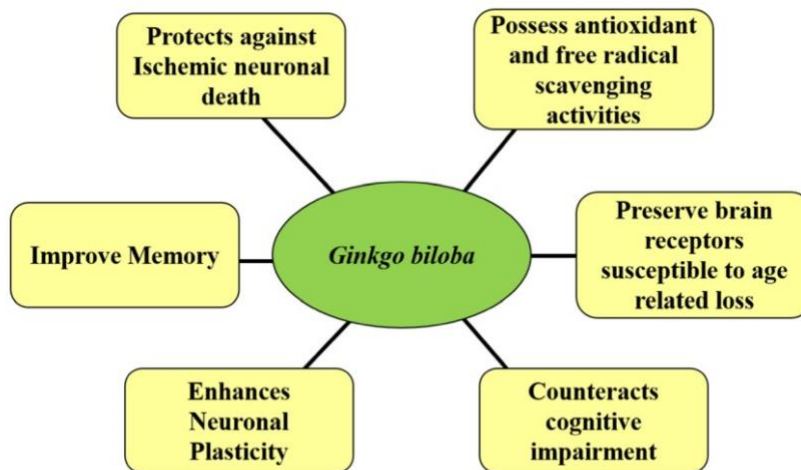 Protects against
Ischemic neuronal
death
Possess antioxidant
and free radical
scavenging
activities
Improve Memory
Ginkgo biloba
Preserve brain
receptors
susceptible to age
related loss
Enhances
Neuronal
Plasticity
Counteracts
cognitive
impairment